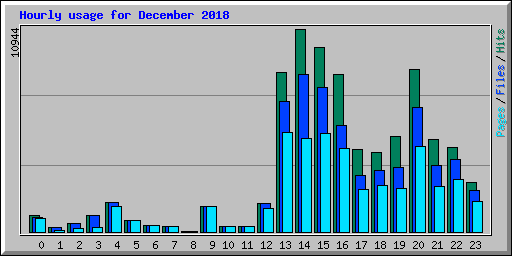 Hourly usage for December 2018
10944
Pages / Files / Hits
0 1 2 3 4 5 6 7 8 9 10 11 12 13 14 15 16 17 18 19 20 21 22 23